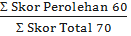 Σ Skor Perolehan 60
Σ Skor Total 70